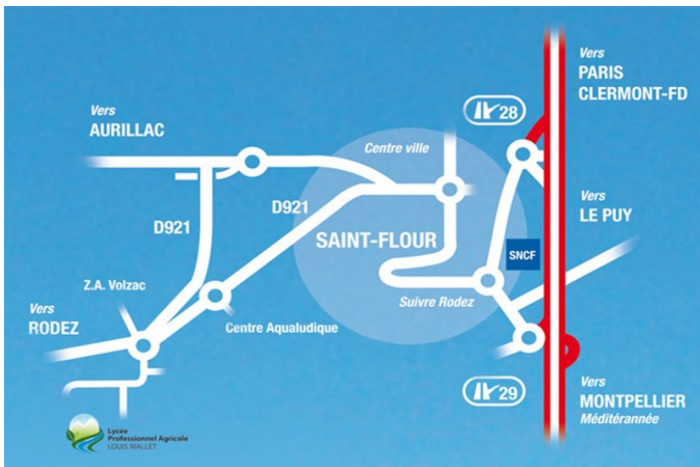 Vers
PARIS
CLERMONT-FD
28
Vers
AURILLAC
Centre ville
Vers
LE PUY
D921
D921
SAINT-FLOUR
SNCF
Z.A. Volzac
Suivre Rodez
Vers
RODEZ
Centre Aqualudique
29
Vers
MONTPELLIER
Méditérannée
Lycée
Professionnel Agricole
LOUIS MALLET